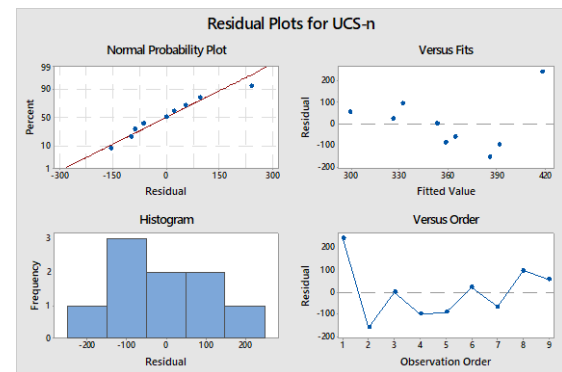 Residual Plots for UCS-n
Normal Probability Plot
99
90
50
10
1
Percent
-300 -150 0 150 300
Residual
Versus Fits
200
100
0
-100
-200
Residual
300 330 360 390 420
Fitted Value
Histogram
3
2
1
0
Frequency
-200 -100 0 100 200
Residual
Versus Order
200
100
0
-100
-200
Residual
1 2 3 4 5 6 7 8 9
Observation Order